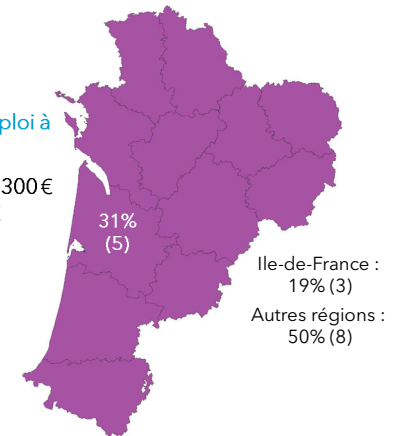 ploi à
300 €
31%
(5)
Ile-de-France :
19% (3)
Autres régions :
50% (8)